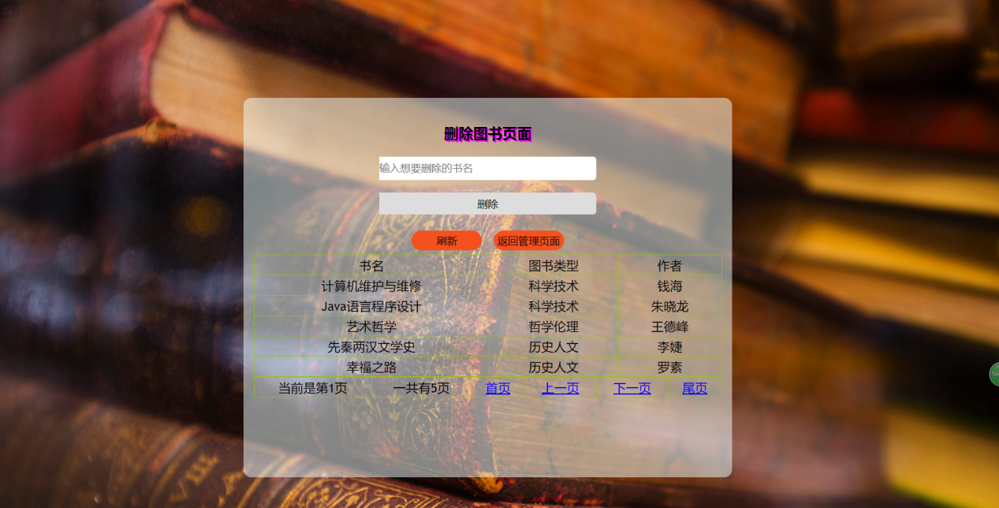 删除图书页面
输入想要删除的书名
删除
刷新 返回管理页面
书名 图书类型 作者
计算机维护与维修 科学技术 钱海
Java语言程序设计 科学技术 朱晓龙
艺术哲学 哲学伦理 王德峰
先秦两汉文学史 历史人文 李婕
幸福之路 历史人文 罗素
当前是第1页 一共有5页 首页 上一页 下一页 尾页